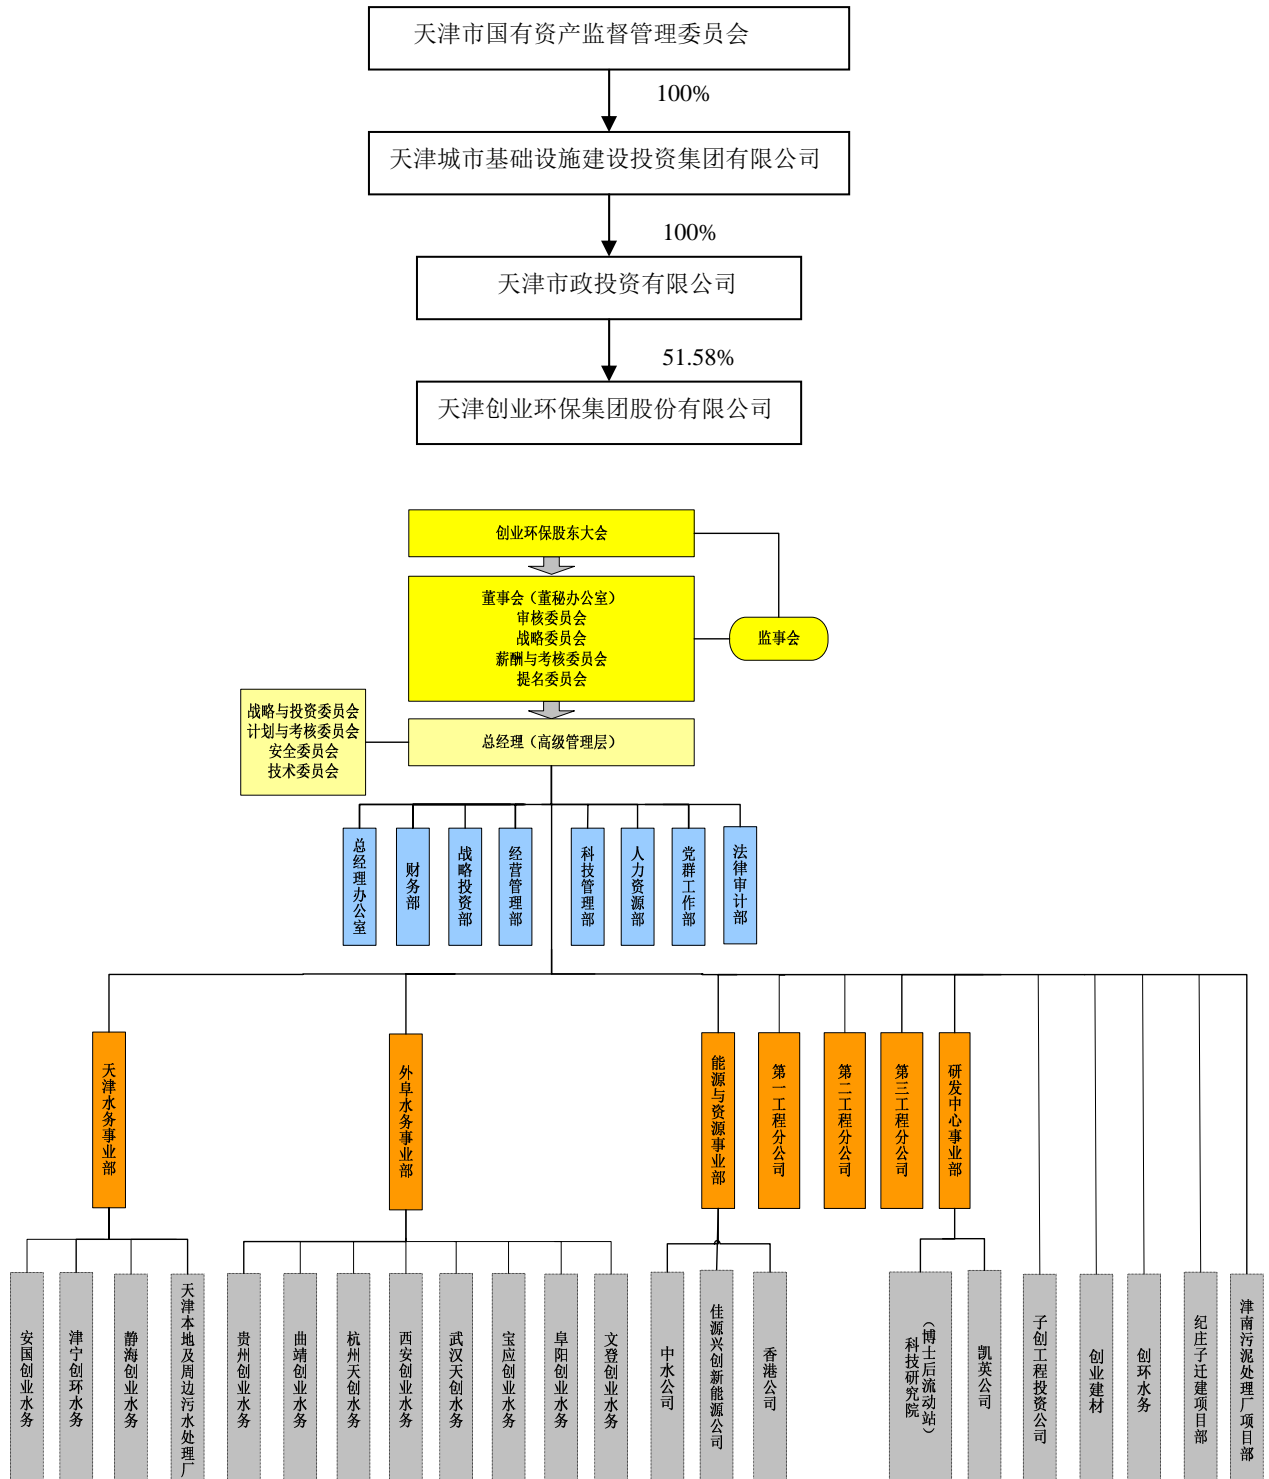 天津市国有资产监督管理委员会
100%
天津城市基础设施建设投资集团有限公司
100%
天津市政投资有限公司
51.58%
天津创业环保集团股份有限公司
创业环保股东大会
董事会（董秘办公室）
审核委员会
战略委员会
薪酬与考核委员会
提名委员会
监事会
战略与投资委员会
计划与考核委员会
安全委员会
技术委员会
总经理（高级管理层）
总经理办公室
财务部
战略投资部
经营管理部
科技管理部
人力资源部
党群工作部
法律审计部
天津水务事业部
外阜水务事业部
能源与资源事业部
第一工程分公司
第二工程分公司
第三工程分公司
研发中心事业部
安国创业水务
津宁创环水务
静海创业水务
天津本地及周边污水处理厂
贵州创业水务
曲靖创业水务
杭州天创水务
西安创业水务
武汉天创水务
宝应创业水务
阜阳创业水务
文登创业水务
中水公司
佳源兴创新能源公司
香港公司
科技研究院
（博士后流动站）
凯英公司
子创工程投资公司
创业建材
创环水务
纪庄子迁建项目部
津南污泥处理厂项目部